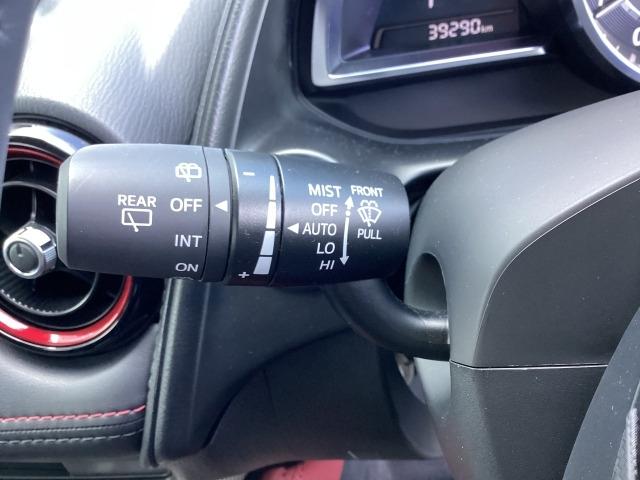 39290km
REAR
OFF
INT
ON
−
+
MIST FRONT
OFF
AUTO PULL
LO
HI